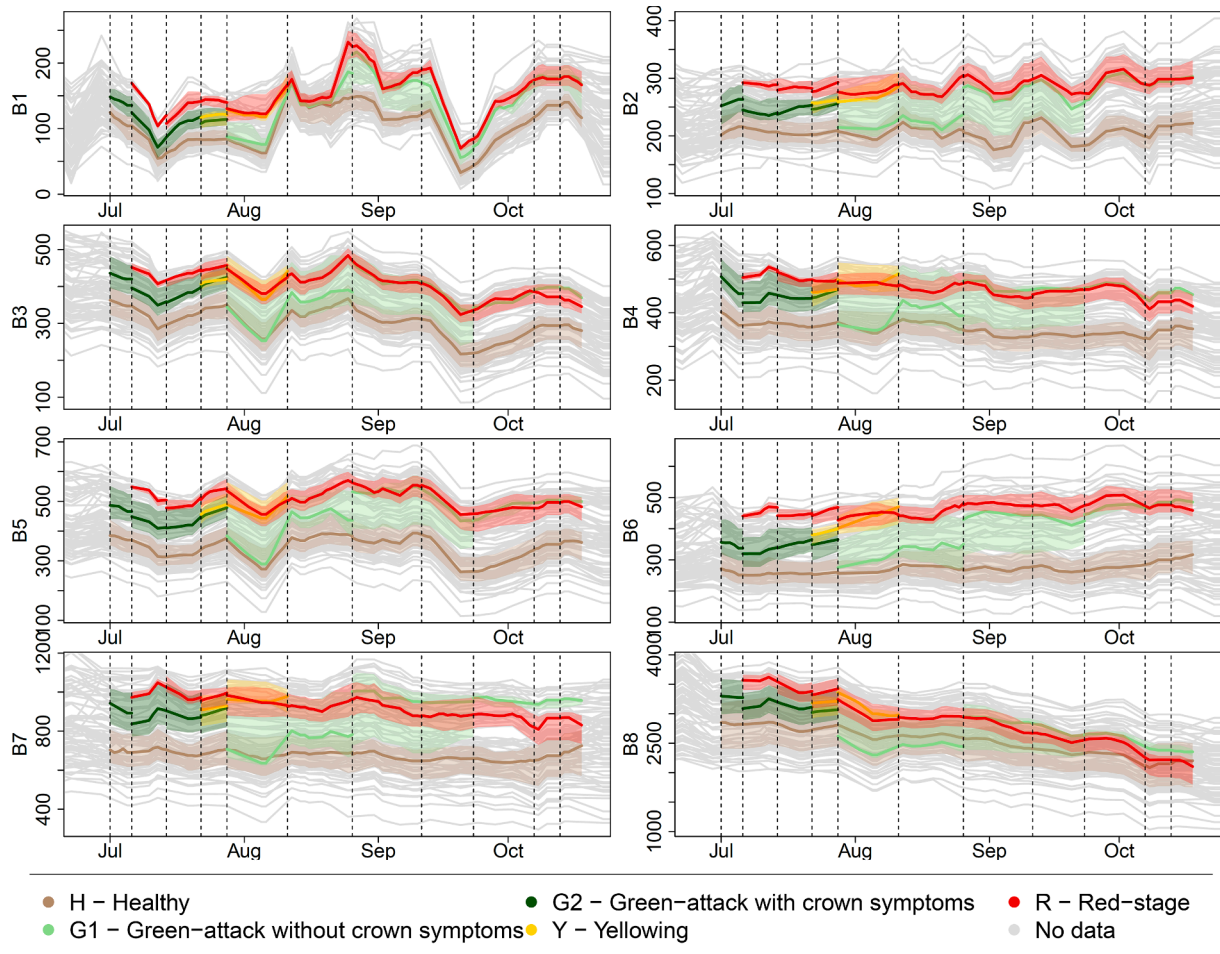 B1
200
100
0
Jul Aug Sep Oct
B2
400
300
200
100
Jul Aug Sep Oct
B3
500
300
100
Jul Aug Sep Oct
B4
600
400
200
Jul Aug Sep Oct
B5
700
500
300
100
Jul Aug Sep Oct
B6
500
300
100
Jul Aug Sep Oct
B7
1200
800
400
Jul Aug Sep Oct
B8
4000
2500
1000
Jul Aug Sep Oct
H − Healthy
G2 − Green−attack with crown symptoms
R − Red−stage
G1 − Green−attack without crown symptoms
Y − Yellowing
No data